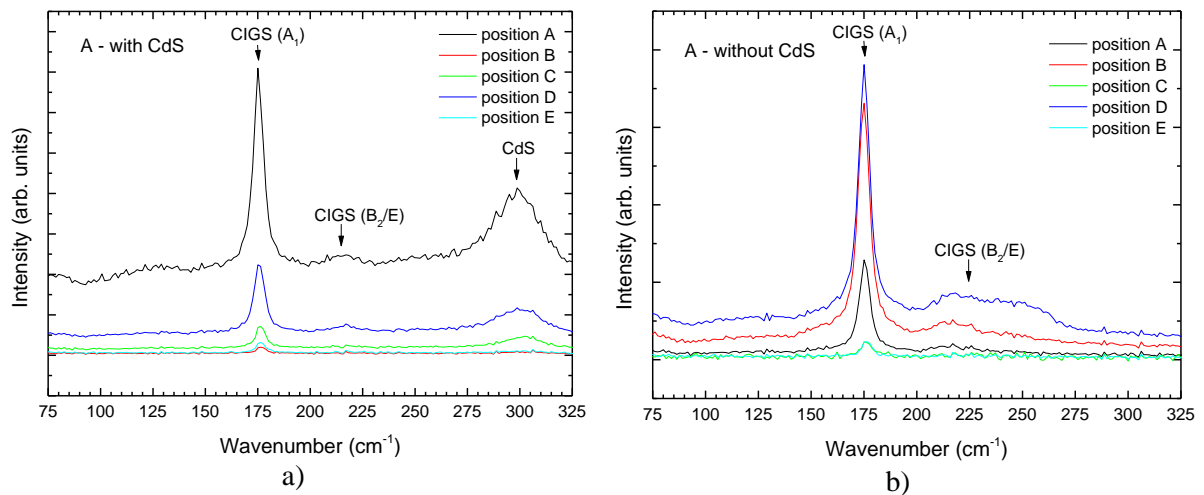 A - with CdS
CIGS (A₁)
position A
position B
position C
position D
position E
CdS
CIGS (B₂/E)
Intensity (arb. units)
75 100 125 150 175 200 225 250 275 300 325
Wavenumber (cm⁻¹)
a)
A - without CdS
CIGS (A₁)
position A
position B
position C
position D
position E
CIGS (B₂/E)
Intensity (arb. units)
75 100 125 150 175 200 225 250 275 300 325
Wavenumber (cm⁻¹)
b)